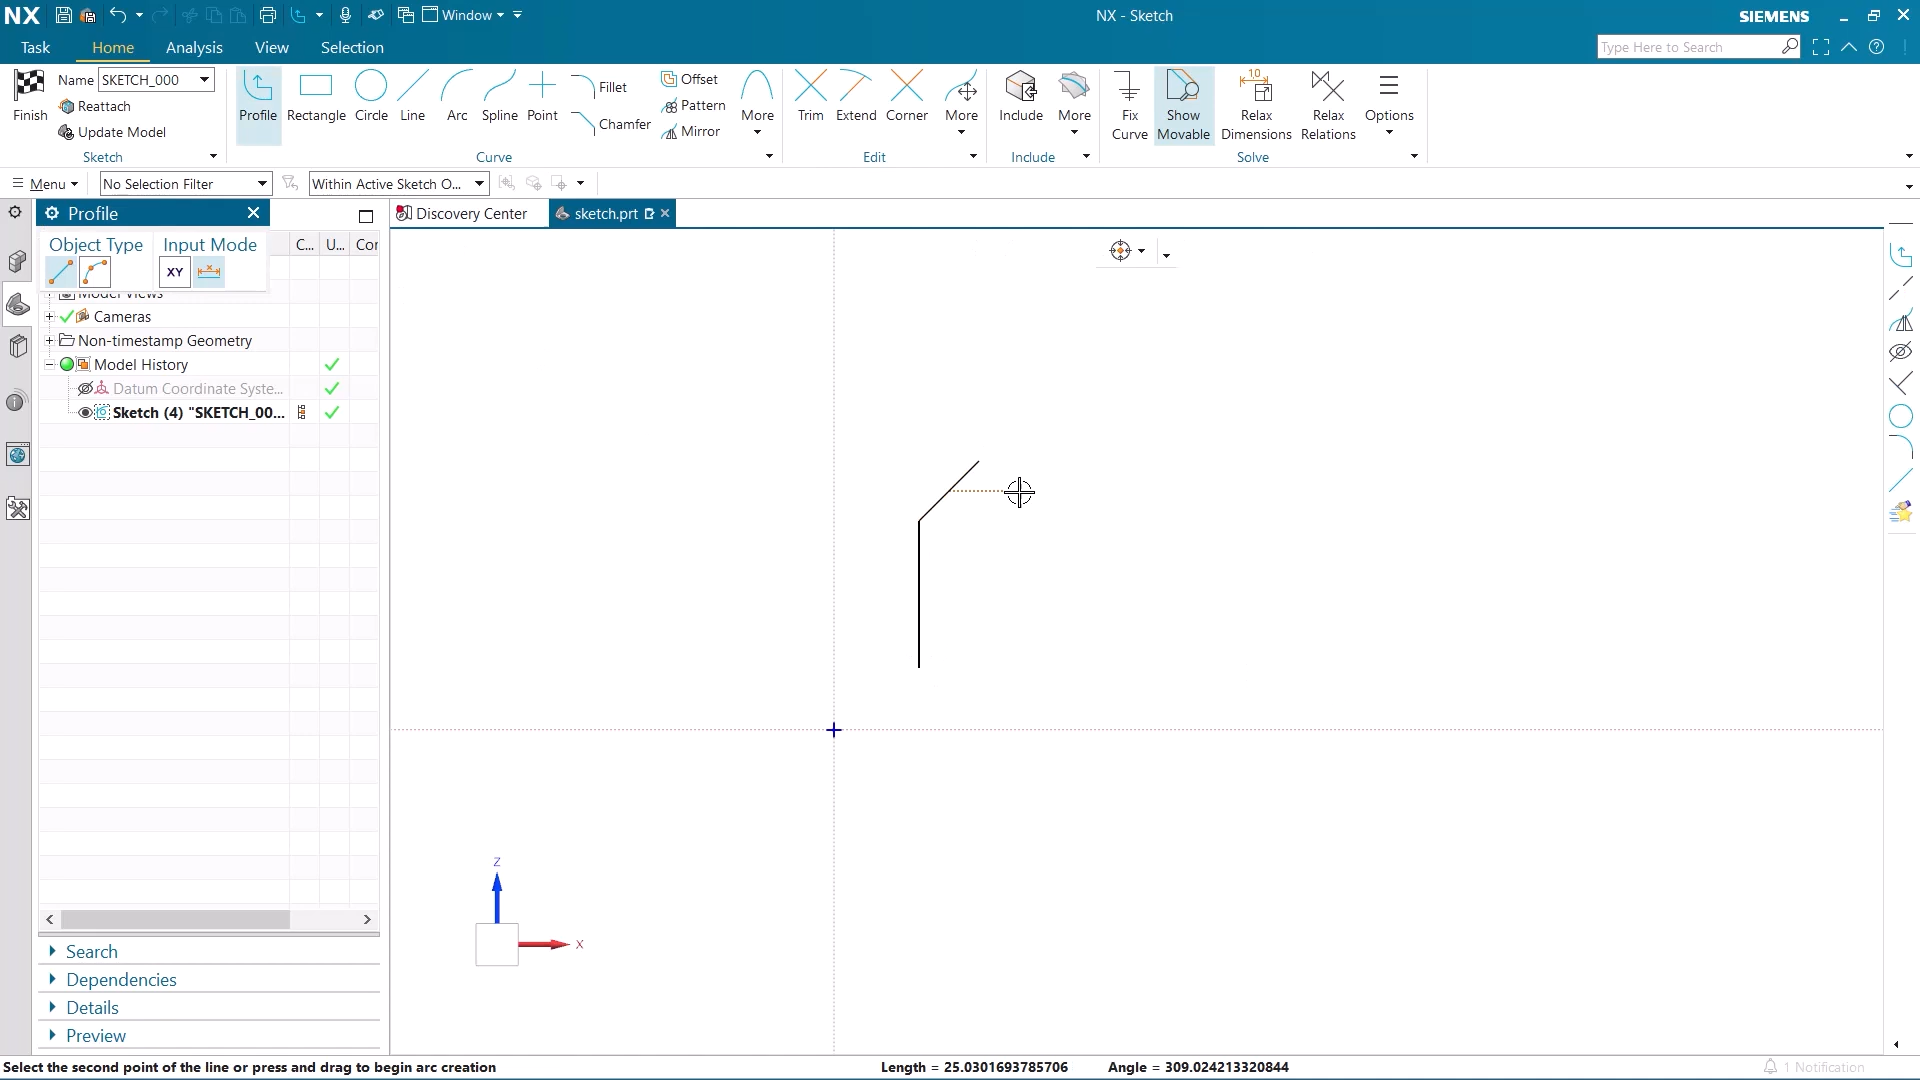 NX
Window
NX - Sketch
SIEMENS
Task
Home
Analysis
View
Selection
Type Here to Search
Finish
Name
SKETCH_000
Reattach
Update Model
Sketch
Profile
Rectangle
Circle
Line
Arc
Spline
Point
Fillet
Chamfer
Offset
Pattern
Mirror
More
Curve
Trim
Extend
Corner
More
Edit
Include
More
Include
Fix
Curve
Show
Movable
1.0
Relax
Dimensions
Relax
Relations
Options
Solve
Menu
No Selection Filter
Within Active Sketch O...
Profile
Discovery Center
sketch.prt
Object Type
Input Mode
XY
C...
U...
Cor
Model Views
Cameras
Non-timestamp Geometry
Model History
Datum Coordinate Syste...
Sketch (4) "SKETCH_00...
Z
X
Search
Dependencies
Details
Preview
Select the second point of the line or press and drag to begin arc creation
Length = 25.0301693785706
Angle = 309.024213320844
1 Notification